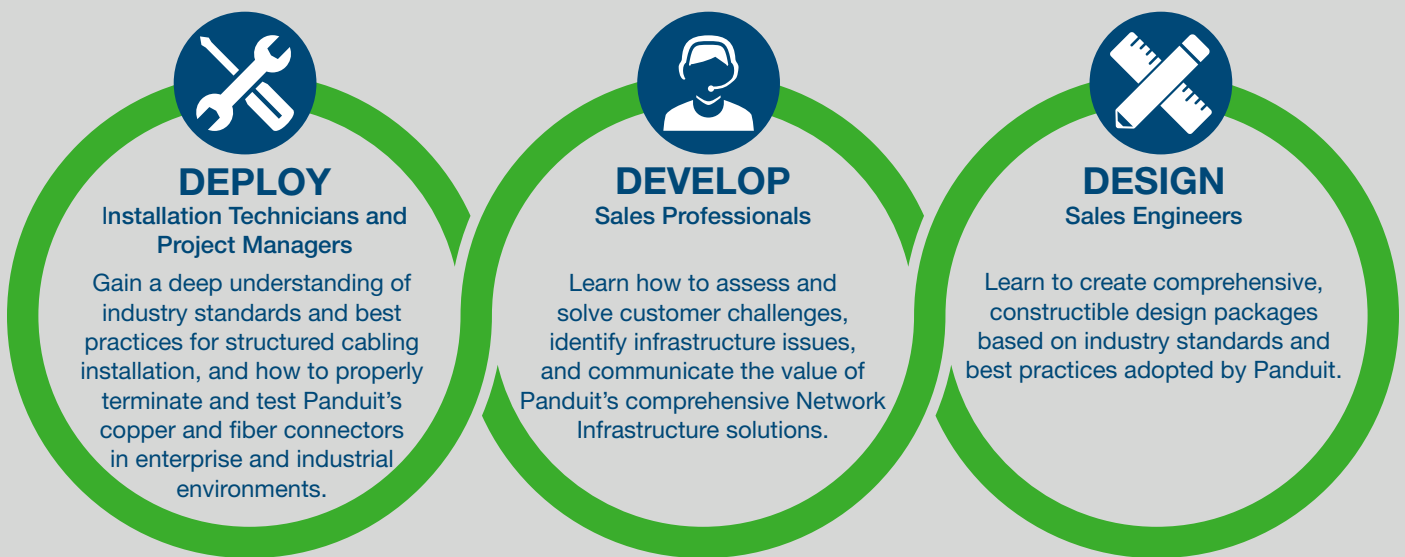 DEPLOY
Installation Technicians and
Project Managers
Gain a deep understanding of
industry standards and best
practices for structured cabling
installation, and how to properly
terminate and test Panduit’s
copper and fiber connectors
in enterprise and industrial
environments.
DEVELOP
Sales Professionals
Learn how to assess and
solve customer challenges,
identify infrastructure issues,
and communicate the value of
Panduit’s comprehensive Network
Infrastructure solutions.
DESIGN
Sales Engineers
Learn to create comprehensive,
constructible design packages
based on industry standards and
best practices adopted by Panduit.